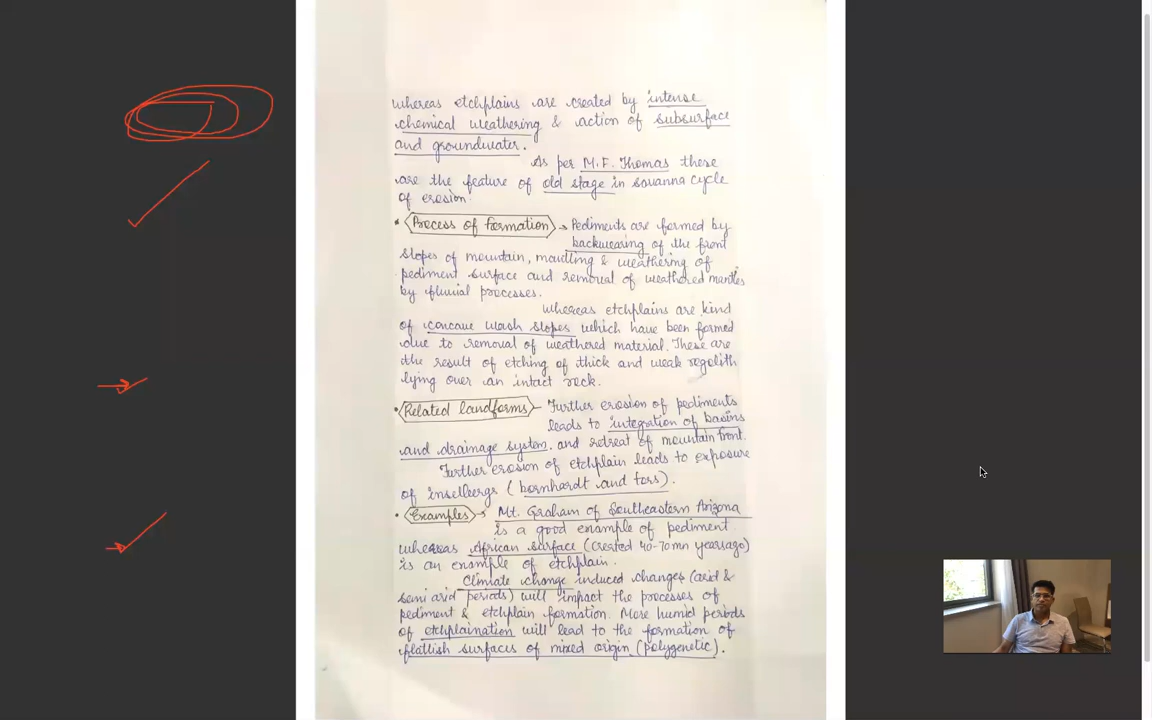 whereas etchplains are created by intense
chemical weathering & action of subsurface
and groundwater.
As per M.F. Thomas these
are the feature of old stage in savanna cycle
of erosion.
• Process of formation → Pediments are formed by
backwearing of the front
slopes of mountain, mantling & weathering of
pediment surface and removal of weathered mantles
by fluvial processes.
Whereas etchplains are kind
of concave wash slopes which have been formed
due to removal of weathered material. These are
the result of etching of thick and weak regolith
lying over an intact rock.
• Related landforms - Further erosion of pediments
leads to integration of basins
and drainage system. and retreat of mountain front.
Further erosion of etchplain leads to exposure
of inselbergs (bornhardt and tors).
• Examples → Mt. Graham of Southeastern Arizona
is a good example of pediment
whereas African surface (created 40-70mn years ago)
is an example of etchplain.
Climate change induced changes (arid &
semi arid periods) will impact the processes of
pediment & etchplain formation. More humid periods
of etchplaination will lead to the formation of
flattish surfaces of mixed origin (polygenetic).